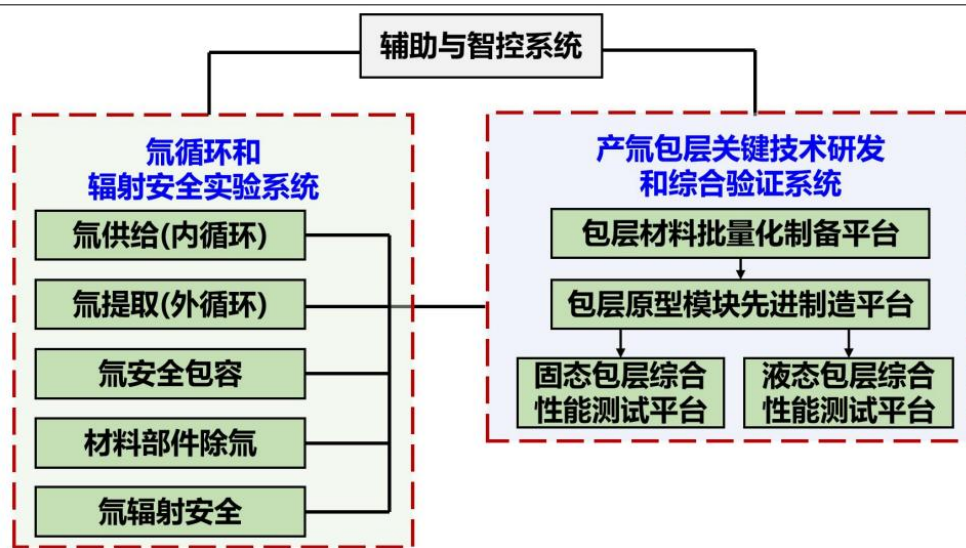 辅助与智控系统
氚循环和
辐射安全实验系统
氚供给(内循环)
氚提取(外循环)
氚安全包容
材料部件除氚
氚辐射安全
产氚包层关键技术研发
和综合验证系统
包层材料批量化制备平台
包层原型模块先进制造平台
固态包层综合
性能测试平台
液态包层综合
性能测试平台